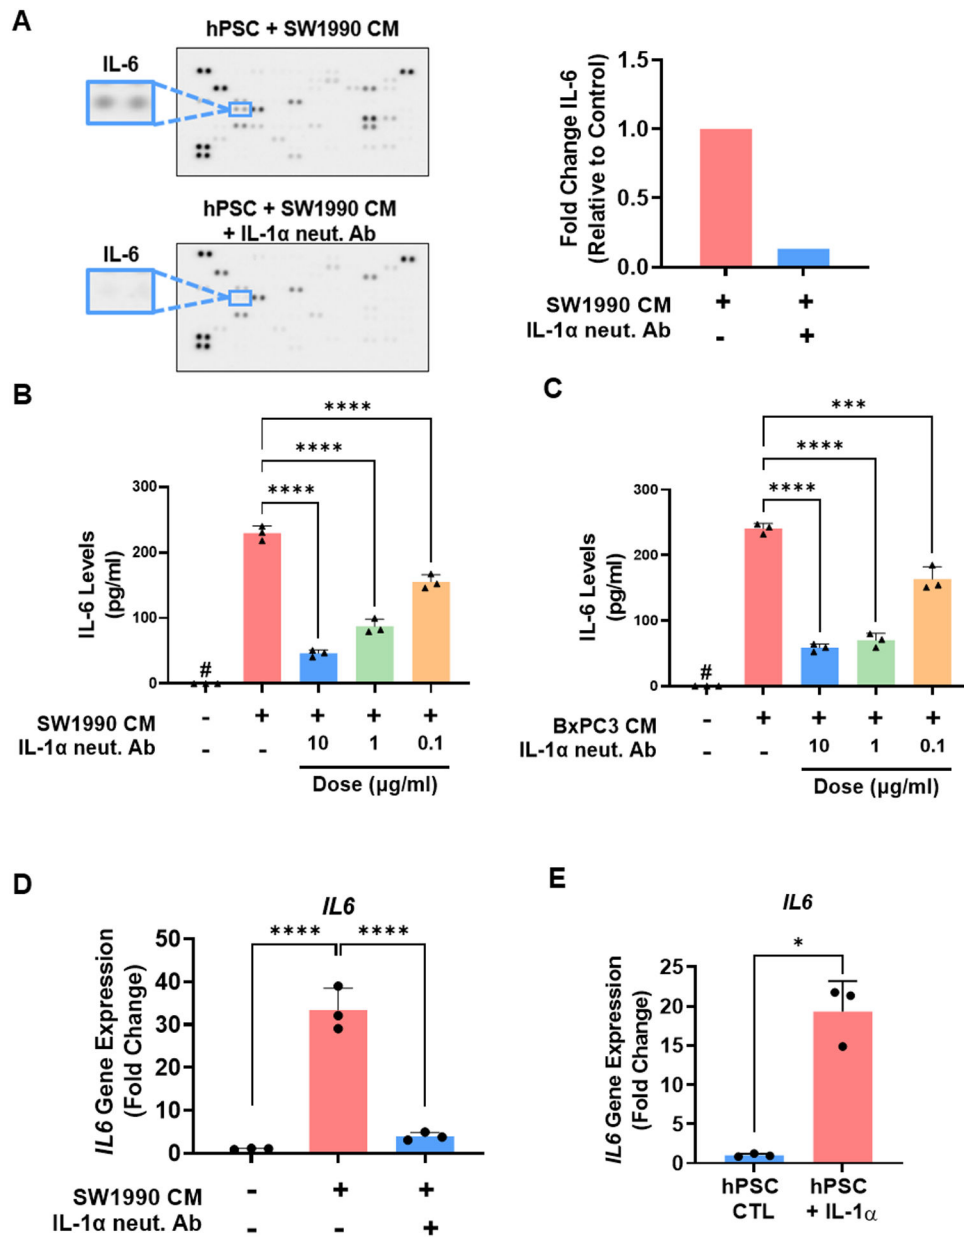 A
hPSC + SW1990 CM
IL-6
hPSC + SW1990 CM
+ IL-1α neut. Ab
IL-6
Fold Change IL-6
(Relative to Control)
1.5
1.0
0.5
0.0
SW1990 CM + +
IL-1α neut. Ab - +
B
****
****
****
IL-6 Levels
(pg/ml)
300
200
100
0
#
SW1990 CM - + + + +
IL-1α neut. Ab - - 10 1 0.1
Dose (µg/ml)
C
***
****
****
IL-6 Levels
(pg/ml)
300
200
100
0
#
BxPC3 CM - + + + +
IL-1α neut. Ab - - 10 1 0.1
Dose (µg/ml)
D
IL6
**** ****
IL6 Gene Expression
(Fold Change)
50
40
30
20
10
0
SW1990 CM - + +
IL-1α neut. Ab - - +
E
IL6
*
IL6 Gene Expression
(Fold Change)
25
20
15
10
5
0
hPSC hPSC
CTL + IL-1α